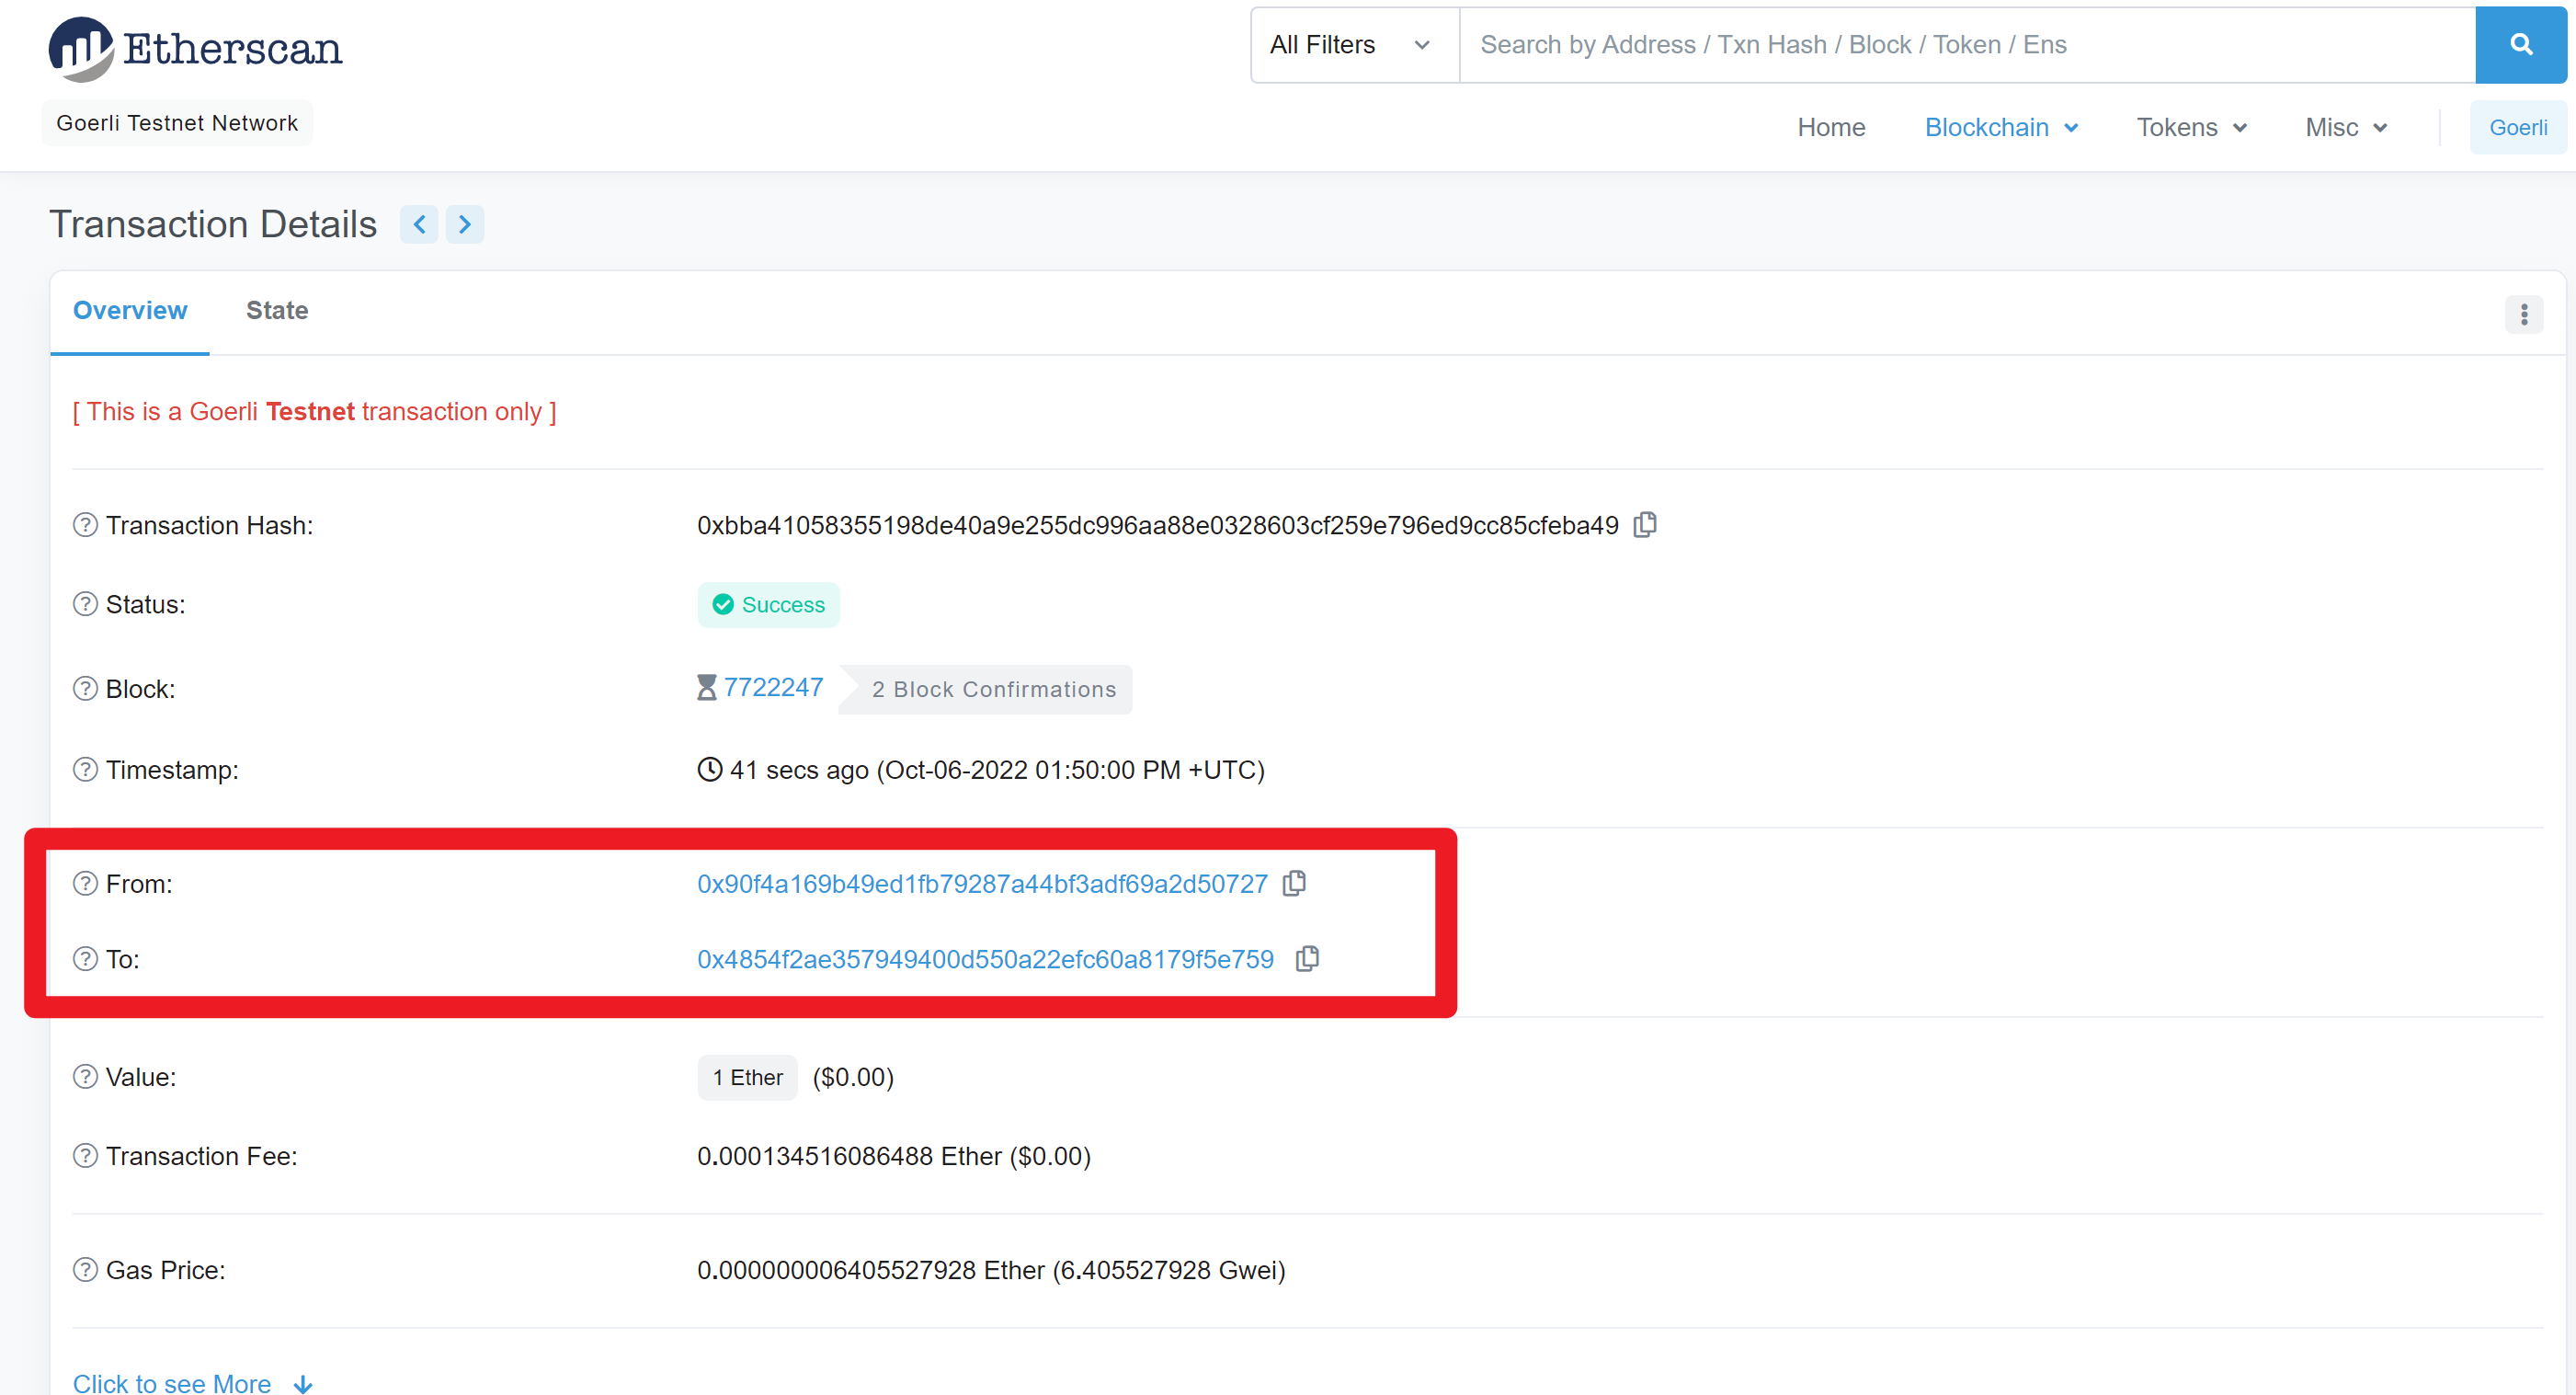 Etherscan
All Filters
Search by Address / Txn Hash / Block / Token / Ens
Goerli Testnet Network
Home Blockchain Tokens Misc Goerli
Transaction Details
Overview State
[ This is a Goerli Testnet transaction only ]
Transaction Hash: 0xbba41058355198de40a9e255dc996aa88e0328603cf259e796ed9cc85cfeba49
Status: Success
Block: 7722247 2 Block Confirmations
Timestamp: 41 secs ago (Oct-06-2022 01:50:00 PM +UTC)
From: 0x90f4a169b49ed1fb79287a44bf3adf69a2d50727
To: 0x4854f2ae357949400d550a22efc60a8179f5e759
Value: 1 Ether ($0.00)
Transaction Fee: 0.000134516086488 Ether ($0.00)
Gas Price: 0.000000006405527928 Ether (6.405527928 Gwei)
Click to see More